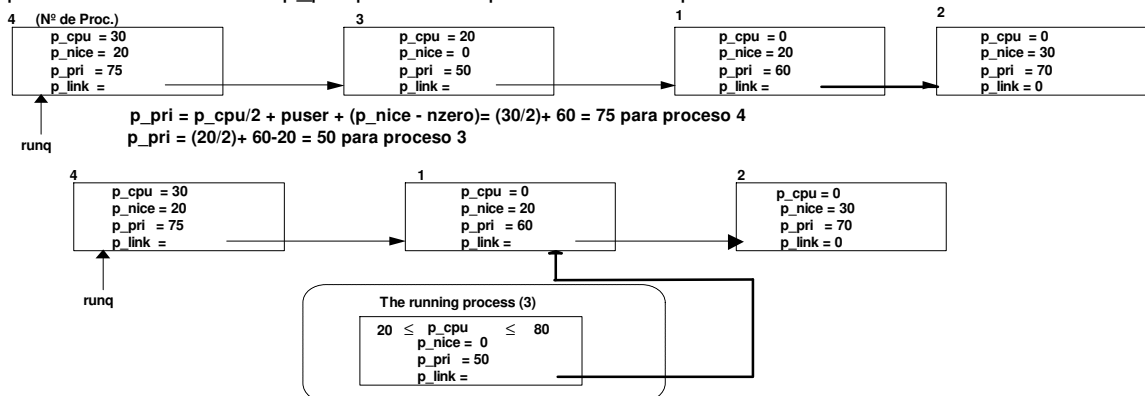 4 (Nº de Proc.)
p_cpu = 30
p_nice = 20
p_pri = 75
p_link =
3
p_cpu = 20
p_nice = 0
p_pri = 50
p_link =
1
p_cpu = 0
p_nice = 20
p_pri = 60
p_link =
2
p_cpu = 0
p_nice = 30
p_pri = 70
p_link = 0
runq
p_pri = p_cpu/2 + puser + (p_nice - nzero)= (30/2)+ 60 = 75 para proceso 4
p_pri = (20/2)+ 60-20 = 50 para proceso 3
4
p_cpu = 30
p_nice = 20
p_pri = 75
p_link =
1
p_cpu = 0
p_nice = 20
p_pri = 60
p_link =
2
p_cpu = 0
p_nice = 30
p_pri = 70
p_link = 0
runq
The running process (3)
20 ≤ p_cpu ≤ 80
p_nice = 0
p_pri = 50
p_link =